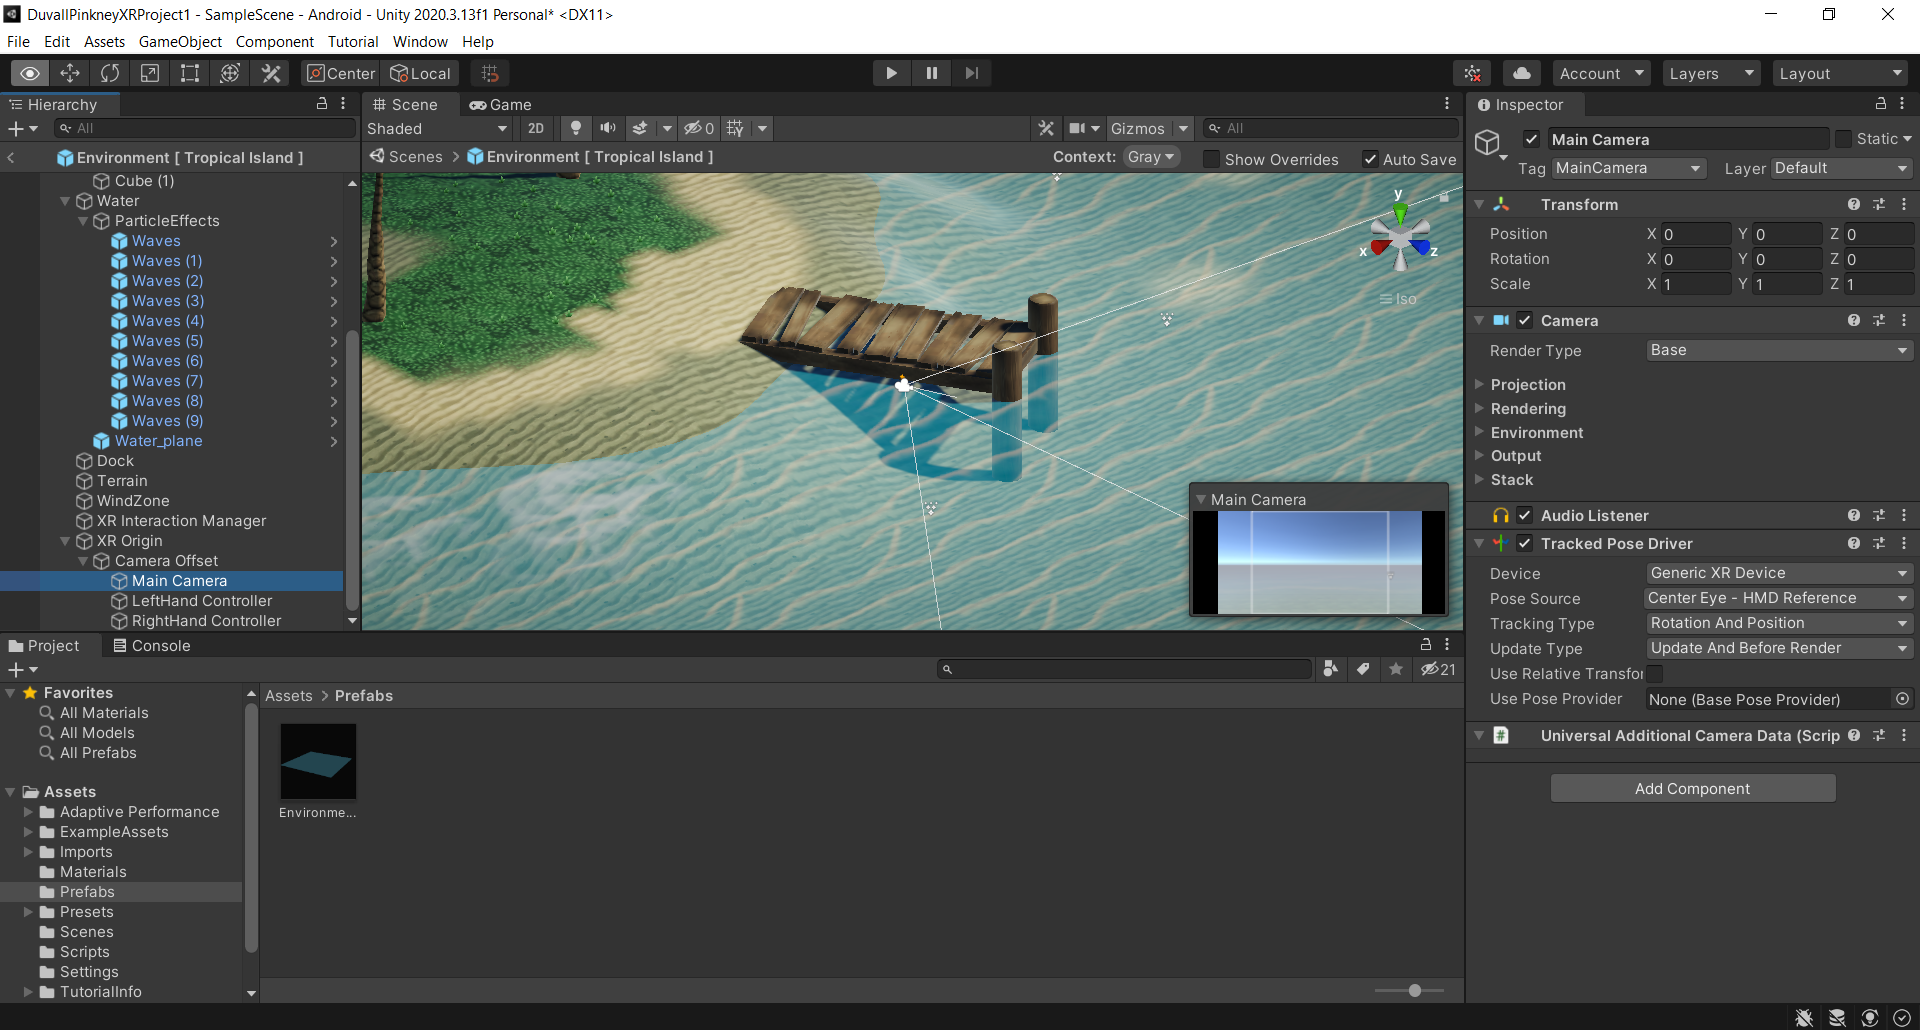 DuvallPinkneyXRProject1 - SampleScene - Android - Unity 2020.3.13f1 Personal* <DX11>
File Edit Assets GameObject Component Tutorial Window Help
Center Local Account Layers Layout
Hierarchy
All
Environment [ Tropical Island ]
Cube (1)
Water
ParticleEffects
Waves
Waves (1)
Waves (2)
Waves (3)
Waves (4)
Waves (5)
Waves (6)
Waves (7)
Waves (8)
Waves (9)
Water_plane
Dock
Terrain
WindZone
XR Interaction Manager
XR Origin
Camera Offset
Main Camera
LeftHand Controller
RightHand Controller
Scene Game
Shaded 2D 0 Gizmos All
Scenes > Environment [ Tropical Island ] Context: Gray Show Overrides Auto Save
y
x z
Iso
Main Camera
Inspector
Main Camera Static
Tag MainCamera Layer Default
Transform
Position X 0 Y 0 Z 0
Rotation X 0 Y 0 Z 0
Scale X 1 Y 1 Z 1
Camera
Render Type Base
Projection
Rendering
Environment
Output
Stack
Audio Listener
Tracked Pose Driver
Device Generic XR Device
Pose Source Center Eye - HMD Reference
Tracking Type Rotation And Position
Update Type Update And Before Render
Use Relative Transfor
Use Pose Provider None (Base Pose Provider)
# Universal Additional Camera Data (Scrip
Add Component
Project Console
21
Favorites
All Materials
All Models
All Prefabs
Assets
Adaptive Performance
ExampleAssets
Imports
Materials
Prefabs
Presets
Scenes
Scripts
Settings
TutorialInfo
Assets > Prefabs
Environme...